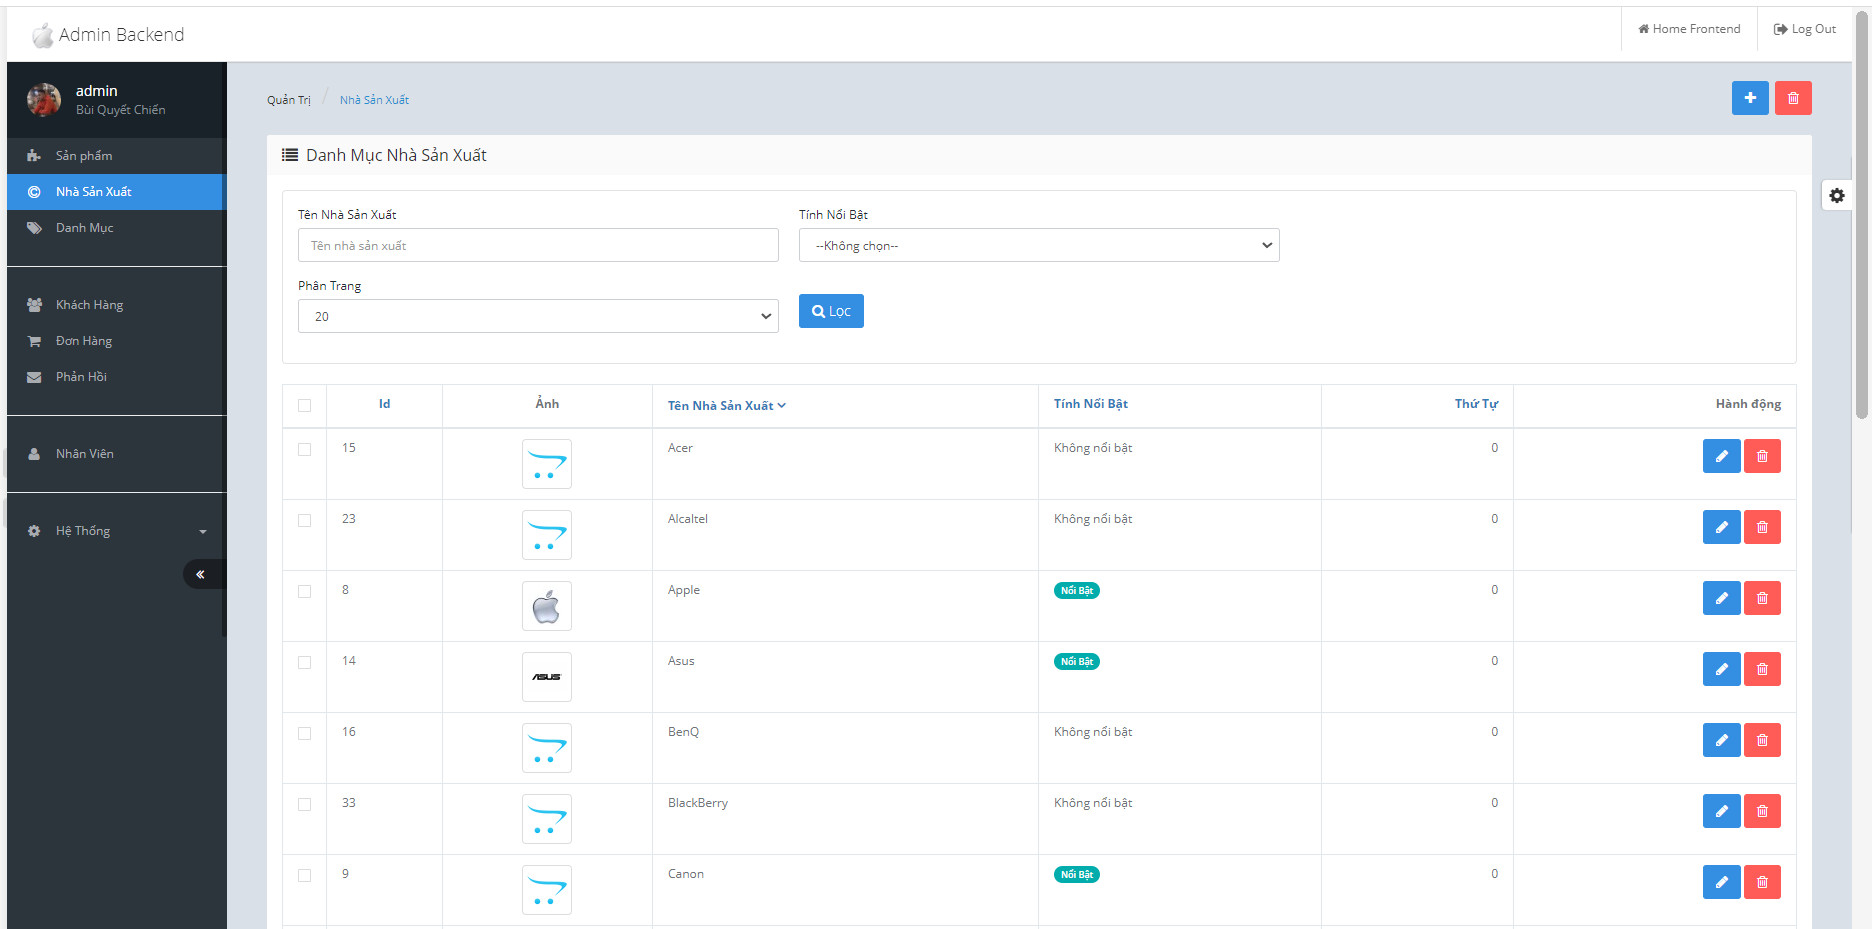 Admin Backend
Home Frontend
Log Out
admin
Bùi Quyết Chiến
Sản phẩm
Nhà Sản Xuất
Danh Mục
Khách Hàng
Đơn Hàng
Phản Hồi
Nhân Viên
Hệ Thống
Quản Trị / Nhà Sản Xuất
Danh Mục Nhà Sản Xuất
Tên Nhà Sản Xuất
Tên nhà sản xuất
Tính Nổi Bật
--Không chọn--
Phân Trang
20
Lọc
Id Ảnh Tên Nhà Sản Xuất Tính Nổi Bật Thứ Tự Hành động
15 Acer Không nổi bật 0
23 Alcaltel Không nổi bật 0
8 Apple Nổi Bật 0
14 ASUS Asus Nổi Bật 0
16 BenQ Không nổi bật 0
33 BlackBerry Không nổi bật 0
9 Canon Nổi Bật 0